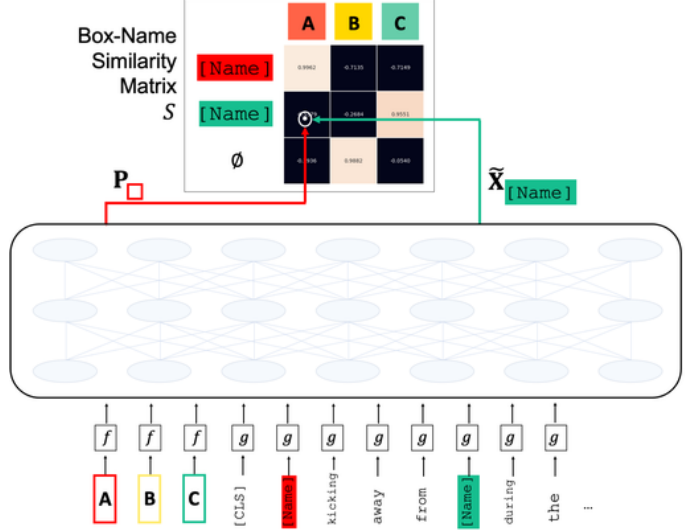 A B C
Box-Name
Similarity
Matrix
S
[Name] 0.9962 -0.7135 -0.7149
[Name] -0.2684 0.9551
∅ 0.9882 -0.0540
P□
X̃[Name]
f f f g g g g g g g g
A B C [CLS] [Name] kicking away from [Name] during the ...